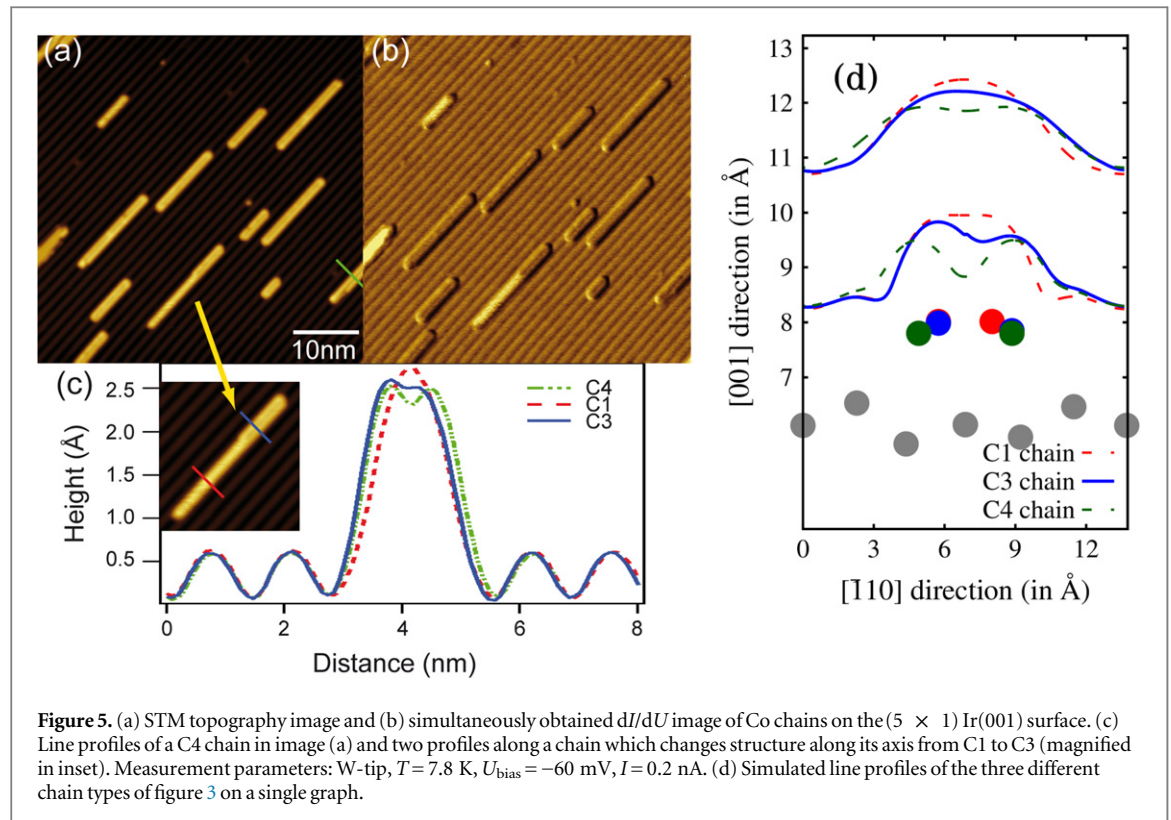 (a)
(b)
10nm
(c)
Height (Å)
2.5
2.0
1.5
1.0
0.5
C4
C1
C3
0
2
4
6
8
Distance (nm)
(d)
[001] direction (in Å)
13
12
11
10
9
8
7
C1 chain
C3 chain
C4 chain
0
3
6
9
12
[1̄10] direction (in Å)
Figure 5. (a) STM topography image and (b) simultaneously obtained dI/dU image of Co chains on the (5 × 1) Ir(001) surface. (c)
Line profiles of a C4 chain in image (a) and two profiles along a chain which changes structure along its axis from C1 to C3 (magnified
in inset). Measurement parameters: W-tip, T = 7.8 K, Ubias = −60 mV, I = 0.2 nA. (d) Simulated line profiles of the three different
chain types of figure 3 on a single graph.